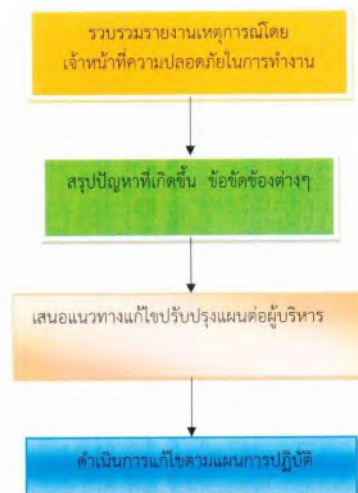 รวบรวมรายงานเหตุการณ์โดย
เจ้าหน้าที่ความปลอดภัยในการทำงาน
สรุปปัญหาที่เกิดขึ้น ข้อขัดข้องต่างๆ
เสนอแนวทางแก้ไขปรับปรุงแผนต่อผู้บริหาร
ดำเนินการแก้ไขตามแผนการปฏิบัติ